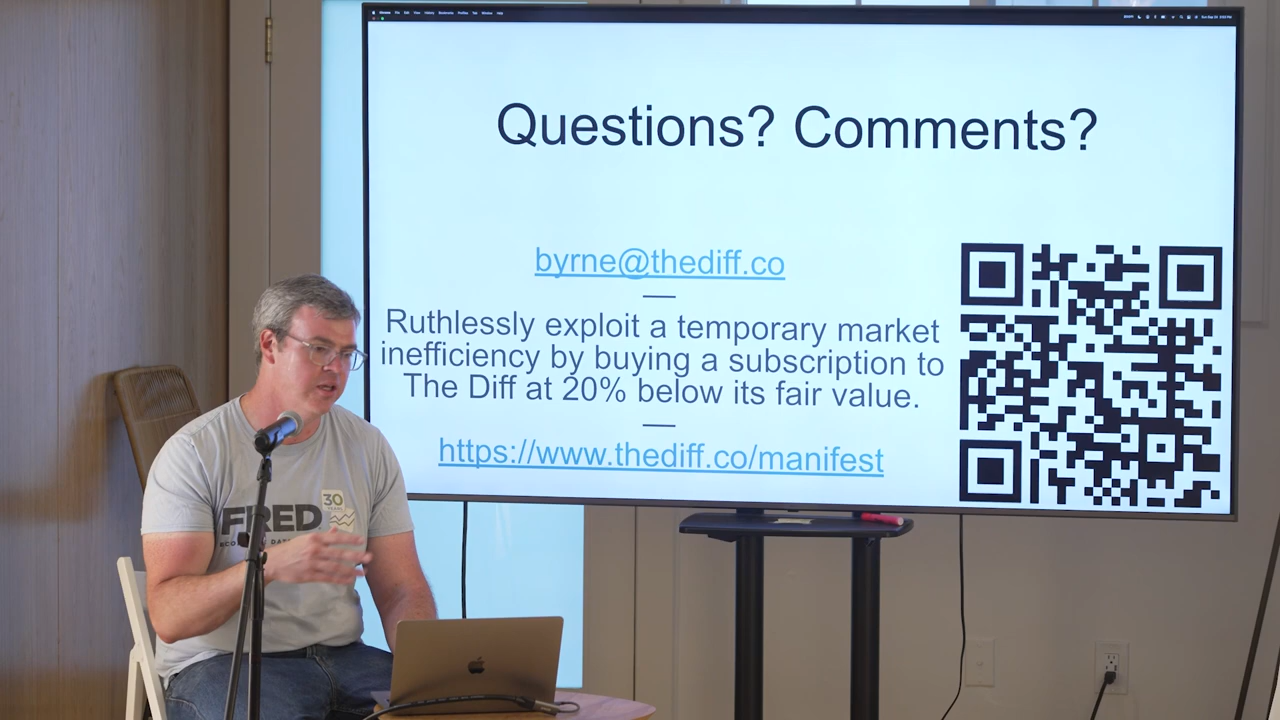 Questions? Comments?
byrne@thediff.co
Ruthlessly exploit a temporary market
inefficiency by buying a subscription to
The Diff at 20% below its fair value.
https://www.thediff.co/manifest
30
YEARS
FRED